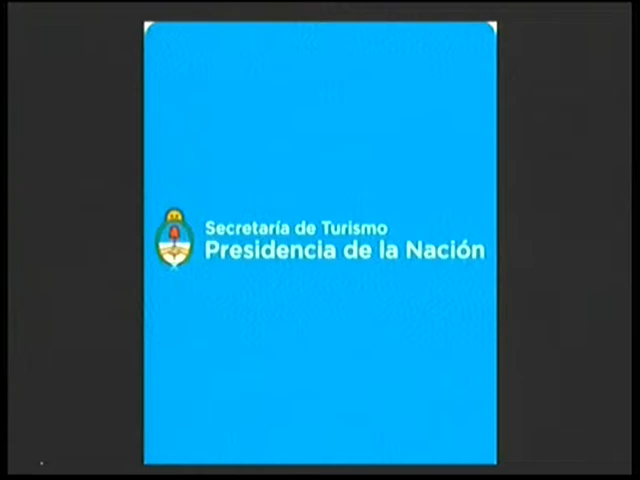 Secretaría de Turismo
Presidencia de la Nación